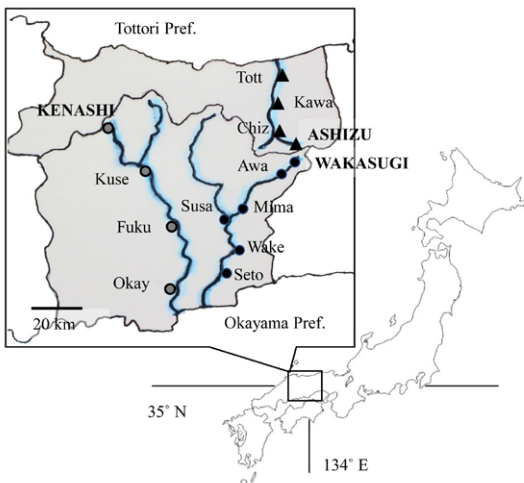 Tottori Pref.
Tott
Kawa
KENASHI
Chiz
ASHIZU
Awa
WAKASUGI
Kuse
Susa
Mima
Fuku
Wake
Okay
Seto
20 km
Okayama Pref.
35° N
134° E